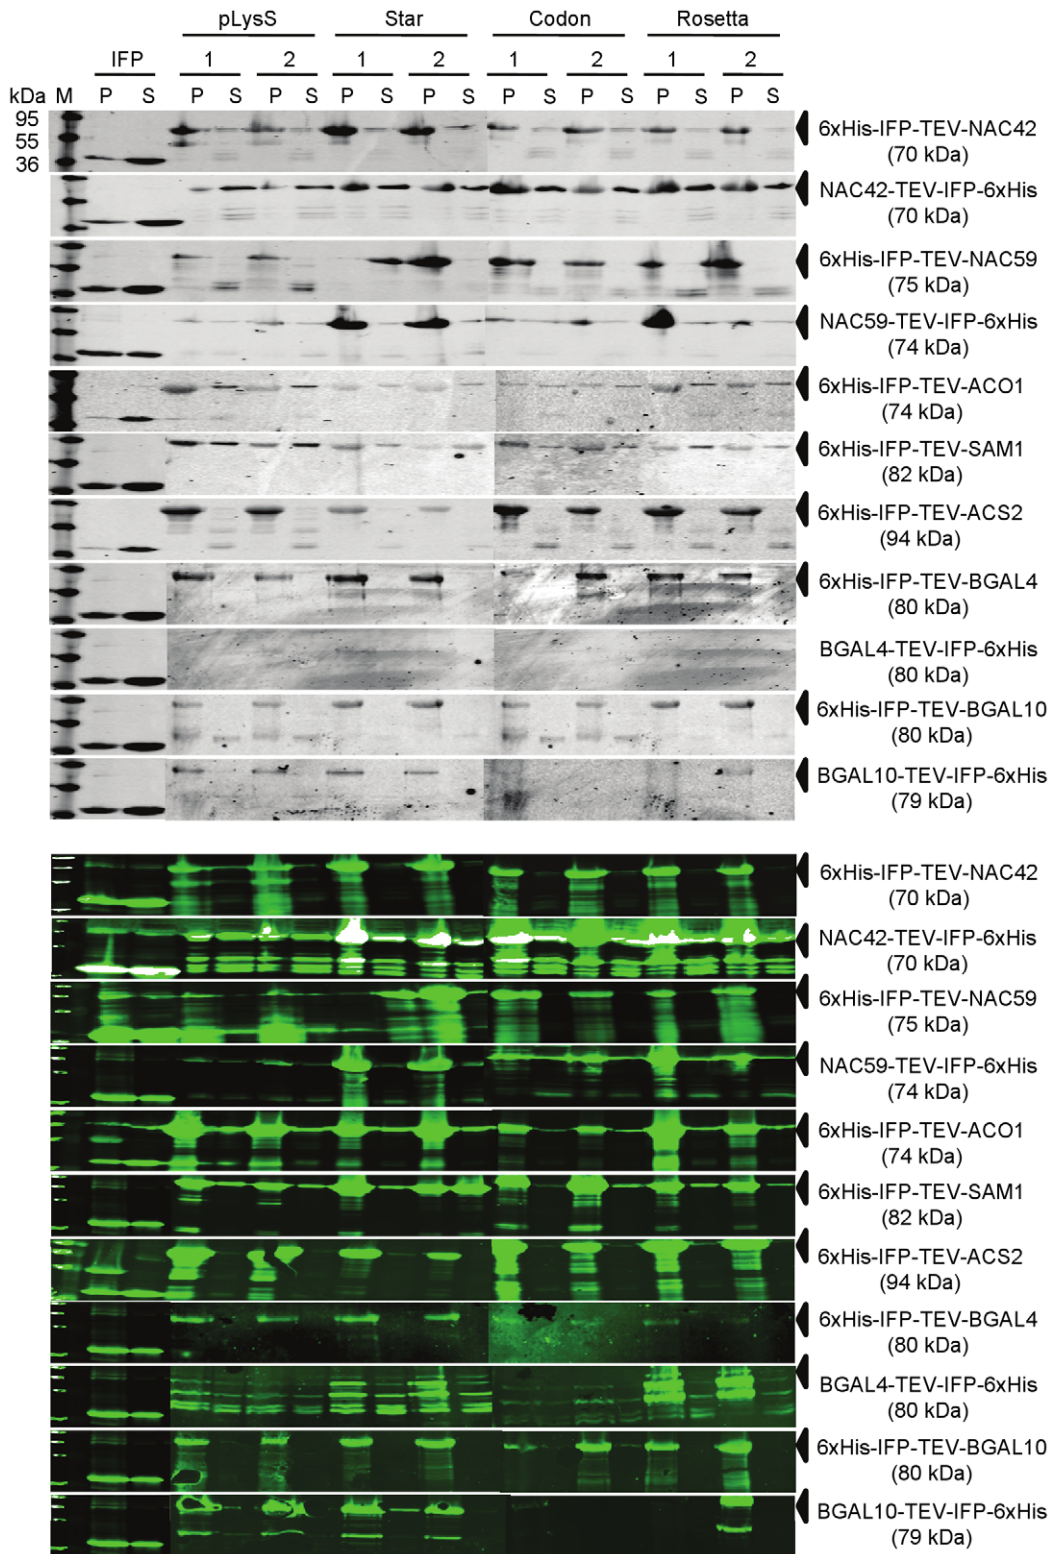 pLysS Star Codon Rosetta
IFP 1 2 1 2 1 2 1 2
kDa M P S P S P S P S P S P S P S P S P S
95
55
36
6xHis-IFP-TEV-NAC42
(70 kDa)
NAC42-TEV-IFP-6xHis
(70 kDa)
6xHis-IFP-TEV-NAC59
(75 kDa)
NAC59-TEV-IFP-6xHis
(74 kDa)
6xHis-IFP-TEV-ACO1
(74 kDa)
6xHis-IFP-TEV-SAM1
(82 kDa)
6xHis-IFP-TEV-ACS2
(94 kDa)
6xHis-IFP-TEV-BGAL4
(80 kDa)
BGAL4-TEV-IFP-6xHis
(80 kDa)
6xHis-IFP-TEV-BGAL10
(80 kDa)
BGAL10-TEV-IFP-6xHis
(79 kDa)
6xHis-IFP-TEV-NAC42
(70 kDa)
NAC42-TEV-IFP-6xHis
(70 kDa)
6xHis-IFP-TEV-NAC59
(75 kDa)
NAC59-TEV-IFP-6xHis
(74 kDa)
6xHis-IFP-TEV-ACO1
(74 kDa)
6xHis-IFP-TEV-SAM1
(82 kDa)
6xHis-IFP-TEV-ACS2
(94 kDa)
6xHis-IFP-TEV-BGAL4
(80 kDa)
BGAL4-TEV-IFP-6xHis
(80 kDa)
6xHis-IFP-TEV-BGAL10
(80 kDa)
BGAL10-TEV-IFP-6xHis
(79 kDa)